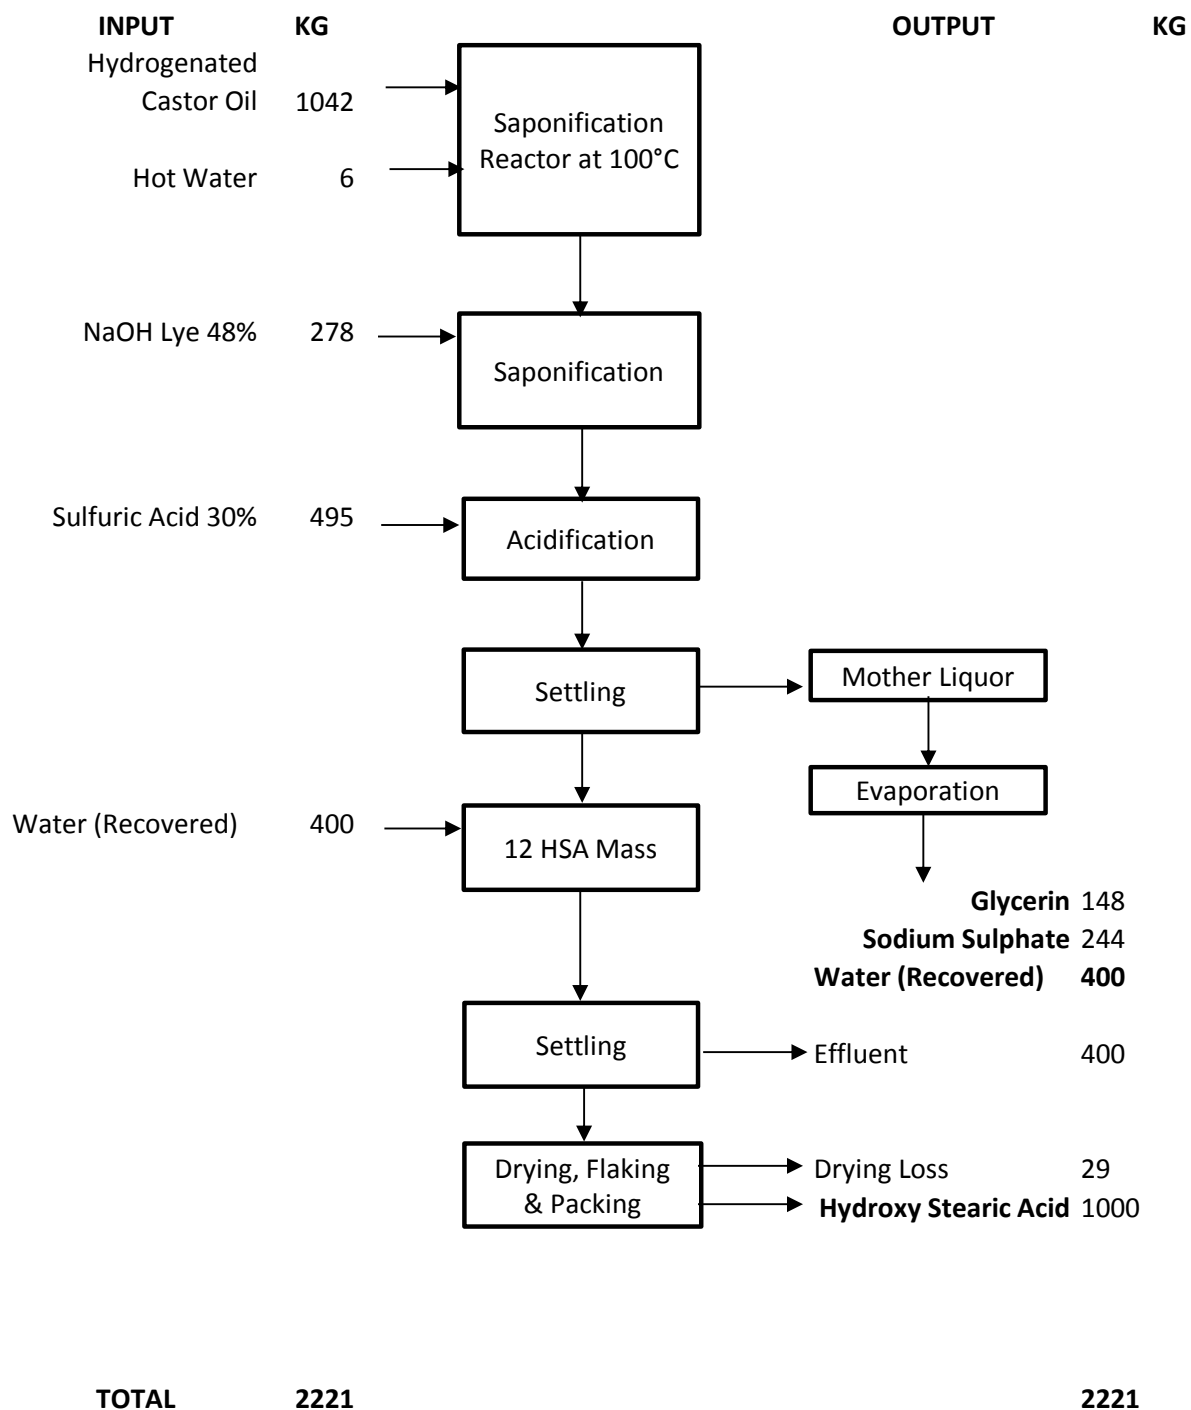 INPUT KG OUTPUT KG
Hydrogenated
Castor Oil 1042
Saponification
Reactor at 100°C
Hot Water 6
NaOH Lye 48% 278
Saponification
Sulfuric Acid 30% 495
Acidification
Settling
Mother Liquor
Evaporation
Water (Recovered) 400
12 HSA Mass
Glycerin 148
Sodium Sulphate 244
Water (Recovered) 400
Settling
Effluent 400
Drying, Flaking
& Packing
Drying Loss 29
Hydroxy Stearic Acid 1000
TOTAL 2221 2221